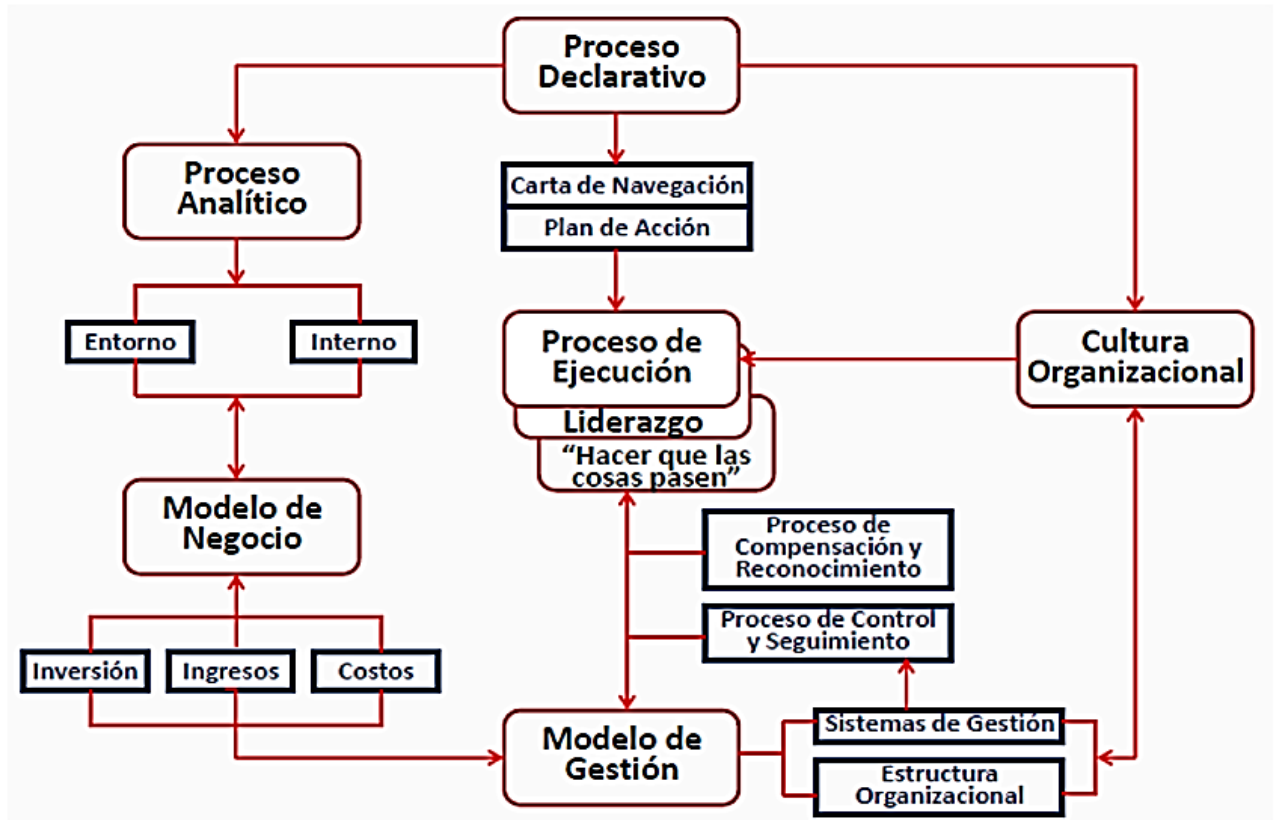 Proceso
Declarativo
Proceso
Analítico
Carta de Navegación
Plan de Acción
Entorno
Interno
Proceso de
Ejecución
Liderazgo
“Hacer que las
cosas pasen”
Cultura
Organizacional
Modelo de
Negocio
Proceso de
Compensación y
Reconocimiento
Proceso de Control
y Seguimiento
Inversión
Ingresos
Costos
Modelo de
Gestión
Sistemas de Gestión
Estructura
Organizacional